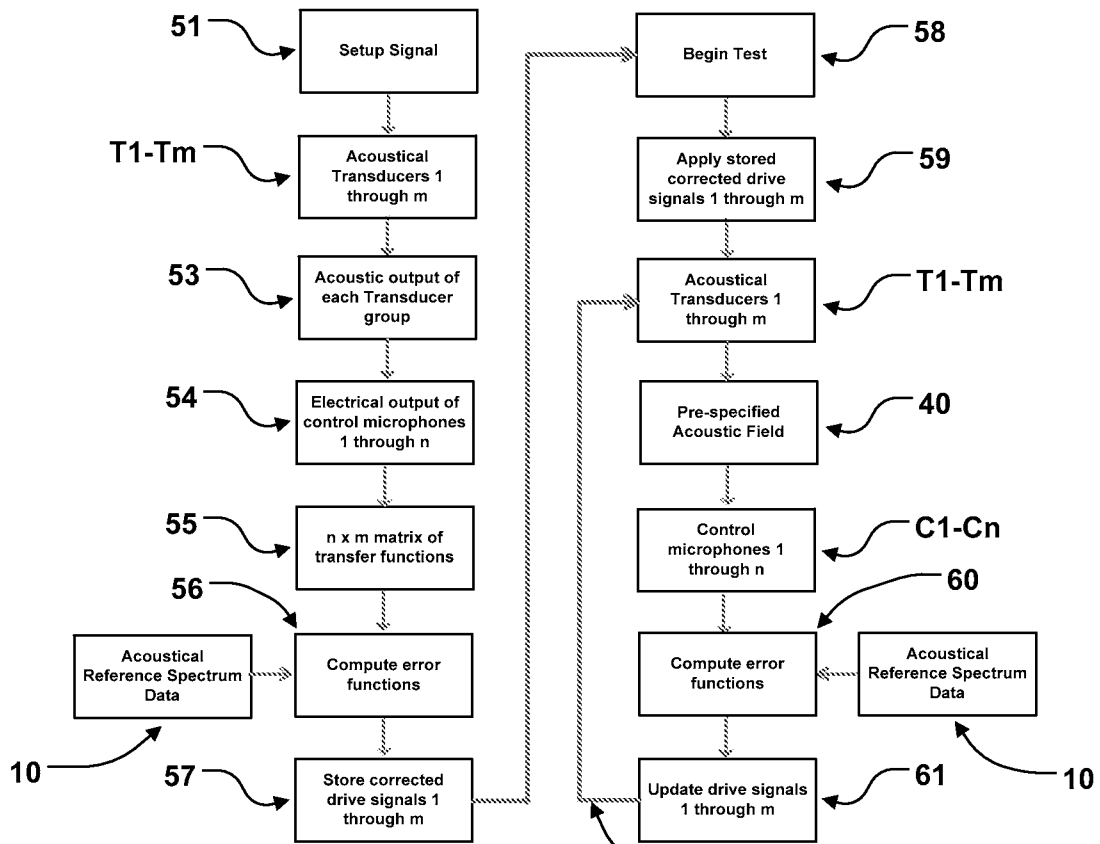 51
Setup Signal
T1-Tm
Acoustical
Transducers 1
through m
53
Acoustic output of
each Transducer
group
54
Electrical output of
control microphones
1 through n
55
n x m matrix of
transfer functions
56
Acoustical
Reference Spectrum
Data
10
Compute error
functions
57
Store corrected
drive signals 1
through m
58
Begin Test
59
Apply stored
corrected drive
signals 1 through m
T1-Tm
Acoustical
Transducers 1
through m
40
Pre-specified
Acoustic Field
C1-Cn
Control
microphones 1
through n
60
Compute error
functions
Acoustical
Reference Spectrum
Data
10
Update drive signals
1 through m
61